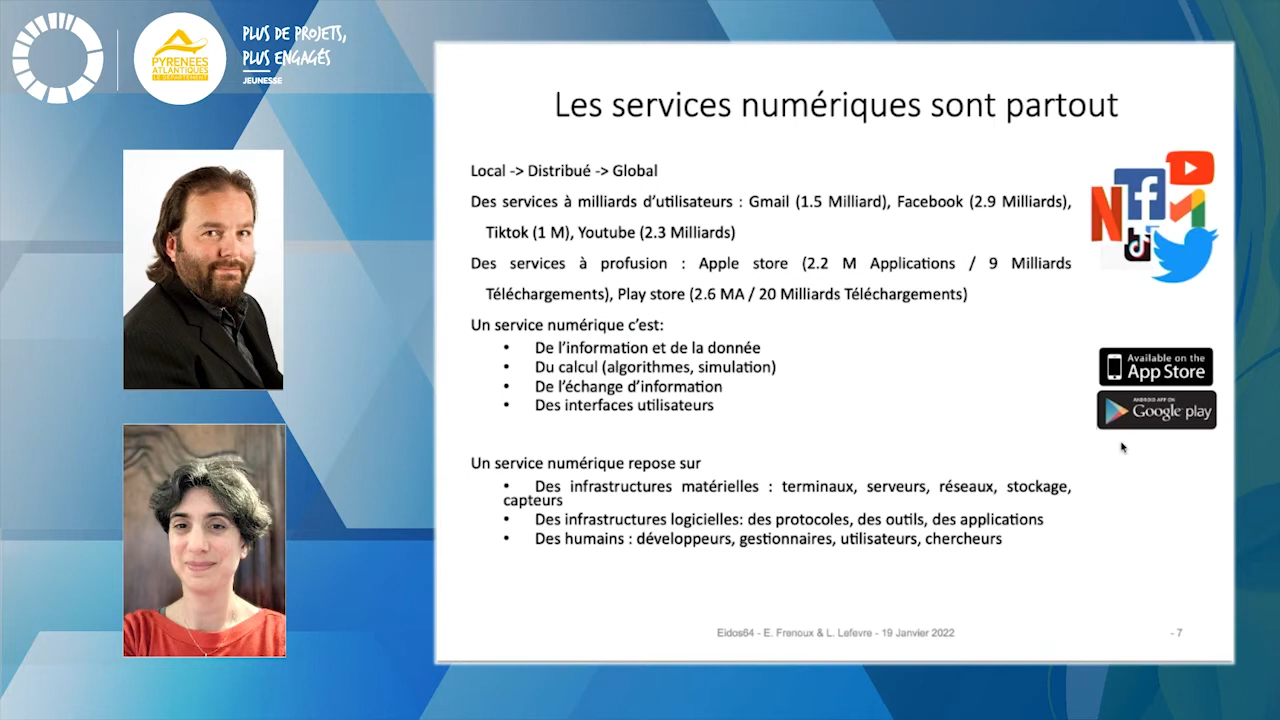 PLUS DE PROJETS,
PLUS ENGAGÉS
JEUNESSE
PYRENEES
ATLANTIQUES
LE DEPARTEMENT
Les services numériques sont partout
Local -> Distribué -> Global
Des services à milliards d'utilisateurs : Gmail (1.5 Milliard), Facebook (2.9 Milliards),
Tiktok (1 M), Youtube (2.3 Milliards)
Des services à profusion : Apple store (2.2 M Applications / 9 Milliards
Téléchargements), Play store (2.6 MA / 20 Milliards Téléchargements)
Un service numérique c'est:
• De l'information et de la donnée
• Du calcul (algorithmes, simulation)
• De l'échange d'information
• Des interfaces utilisateurs
Available on the
App Store
ANDROID APP ON
Google play
Un service numérique repose sur
• Des infrastructures matérielles : terminaux, serveurs, réseaux, stockage,
capteurs
• Des infrastructures logicielles: des protocoles, des outils, des applications
• Des humains : développeurs, gestionnaires, utilisateurs, chercheurs
Eidos64 - E. Frenoux & L. Lefevre - 19 Janvier 2022
- 7